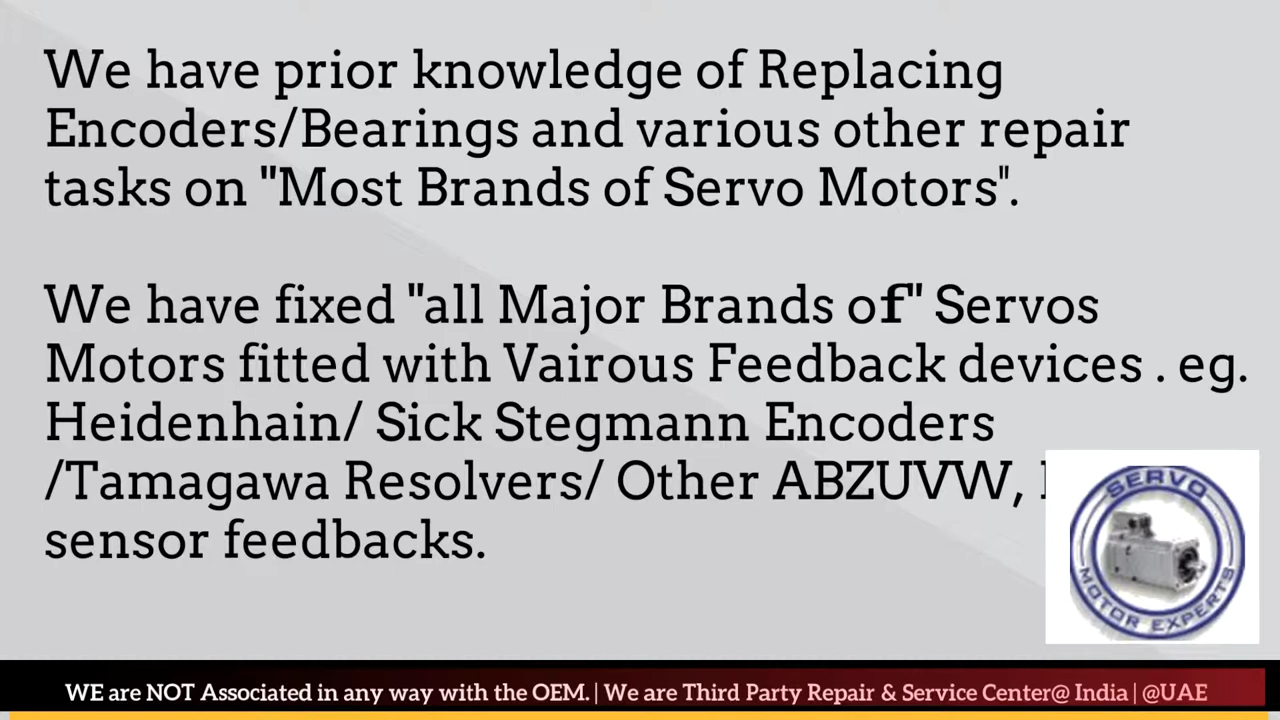 We have prior knowledge of Replacing
Encoders/Bearings and various other repair
tasks on "Most Brands of Servo Motors".
We have fixed "all Major Brands of" Servos
Motors fitted with Vairous Feedback devices . eg.
Heidenhain/ Sick Stegmann Encoders
/Tamagawa Resolvers/ Other ABZUVW,
sensor feedbacks.
SERVO
MOTOR EXPERTS
WE are NOT Associated in any way with the OEM. | We are Third Party Repair & Service Center@ India | @UAE